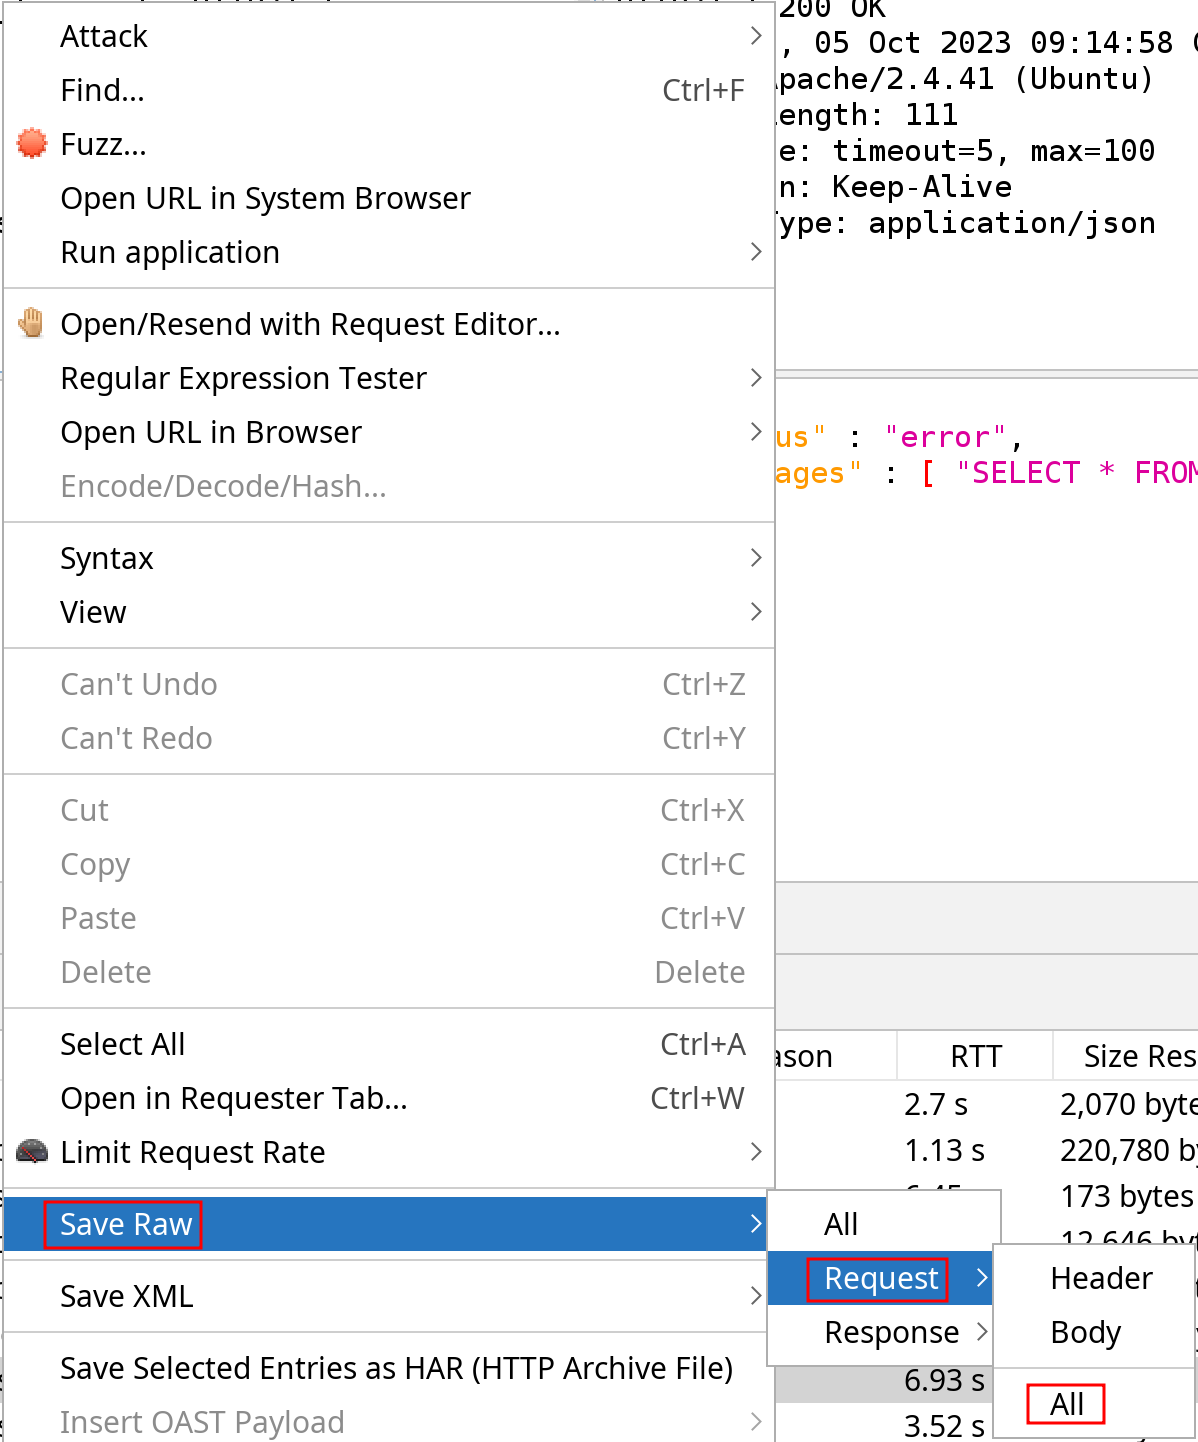 Attack
Find... Ctrl+F
Fuzz...
Open URL in System Browser
Run application
Open/Resend with Request Editor...
Regular Expression Tester
Open URL in Browser
Encode/Decode/Hash...
Syntax
View
Can't Undo Ctrl+Z
Can't Redo Ctrl+Y
Cut Ctrl+X
Copy Ctrl+C
Paste Ctrl+V
Delete Delete
Select All Ctrl+A
Open in Requester Tab... Ctrl+W
Limit Request Rate
Save Raw
Save XML
Save Selected Entries as HAR (HTTP Archive File)
Insert OAST Payload
All
Request
Response
Header
Body
All
200 OK
, 05 Oct 2023 09:14:58
pache/2.4.41 (Ubuntu)
ength: 111
e: timeout=5, max=100
n: Keep-Alive
ype: application/json
us" : "error",
ages" : [ "SELECT * FROM
ason RTT Size Res
2.7 s 2,070 byte
1.13 s 220,780 by
173 bytes
12,646 byt
6.93 s
3.52 s